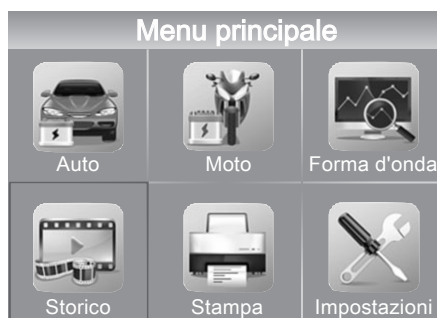 Menu principale
Auto
Moto
Forma d'onda
Storico
Stampa
Impostazioni